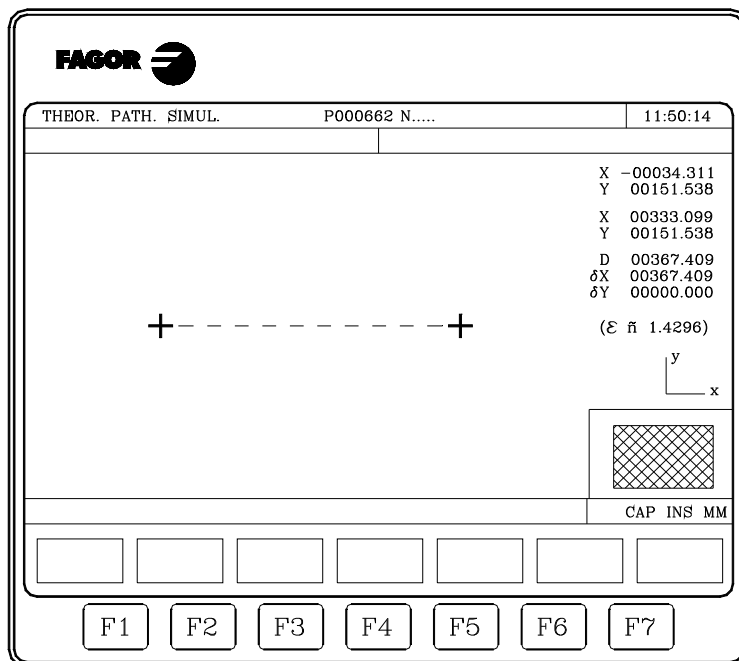 FAGOR
THEOR. PATH. SIMUL. P000662 N..... 11:50:14
X -00034.311
Y 00151.538
X 00333.099
Y 00151.538
D 00367.409
δX 00367.409
δY 00000.000
(Ɛ ñ 1.4296)
y
x
CAP INS MM
F1 F2 F3 F4 F5 F6 F7